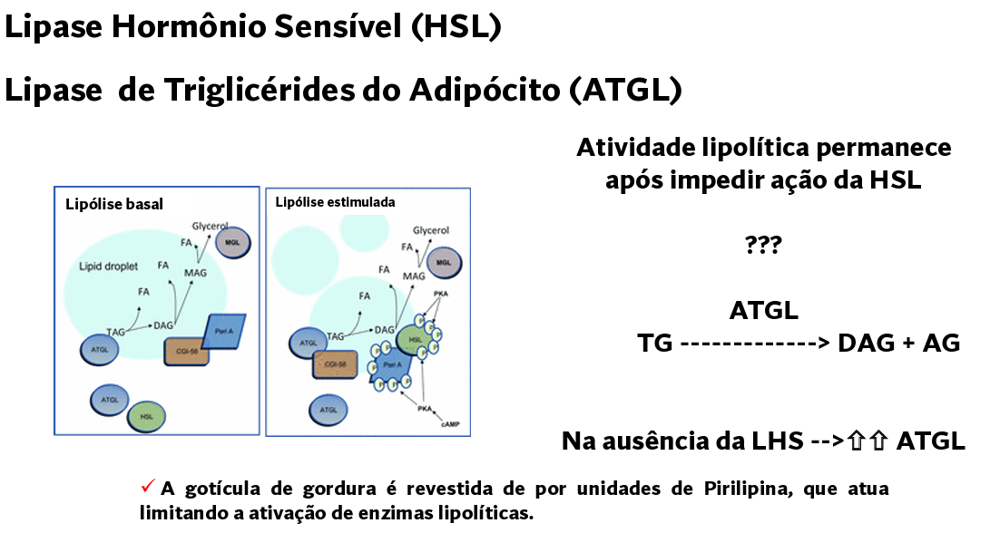 Lipase Hormônio Sensível (HSL)
Lipase de Triglicérides do Adipócito (ATGL)
Atividade lipolítica permanece
após impedir ação da HSL
???
ATGL
TG -------------> DAG + AG
Na ausência da LHS -->⇧⇧ ATGL
Lipólise basal
Glycerol
FA
MGL
Lipid droplet
FA
MAG
FA
TAG
DAG
Peri A
ATGL
CGI-58
ATGL
HSL
Lipólise estimulada
Glycerol
FA
MGL
FA
MAG
FA
PKA
TAG
DAG
P
HSL
P
P
P
P
P
P
ATGL
CGI-58
P
P
P
Peri A
P
P
P
ATGL
PKA
cAMP
✓ A gotícula de gordura é revestida de por unidades de Pirilipina, que atua
limitando a ativação de enzimas lipolíticas.